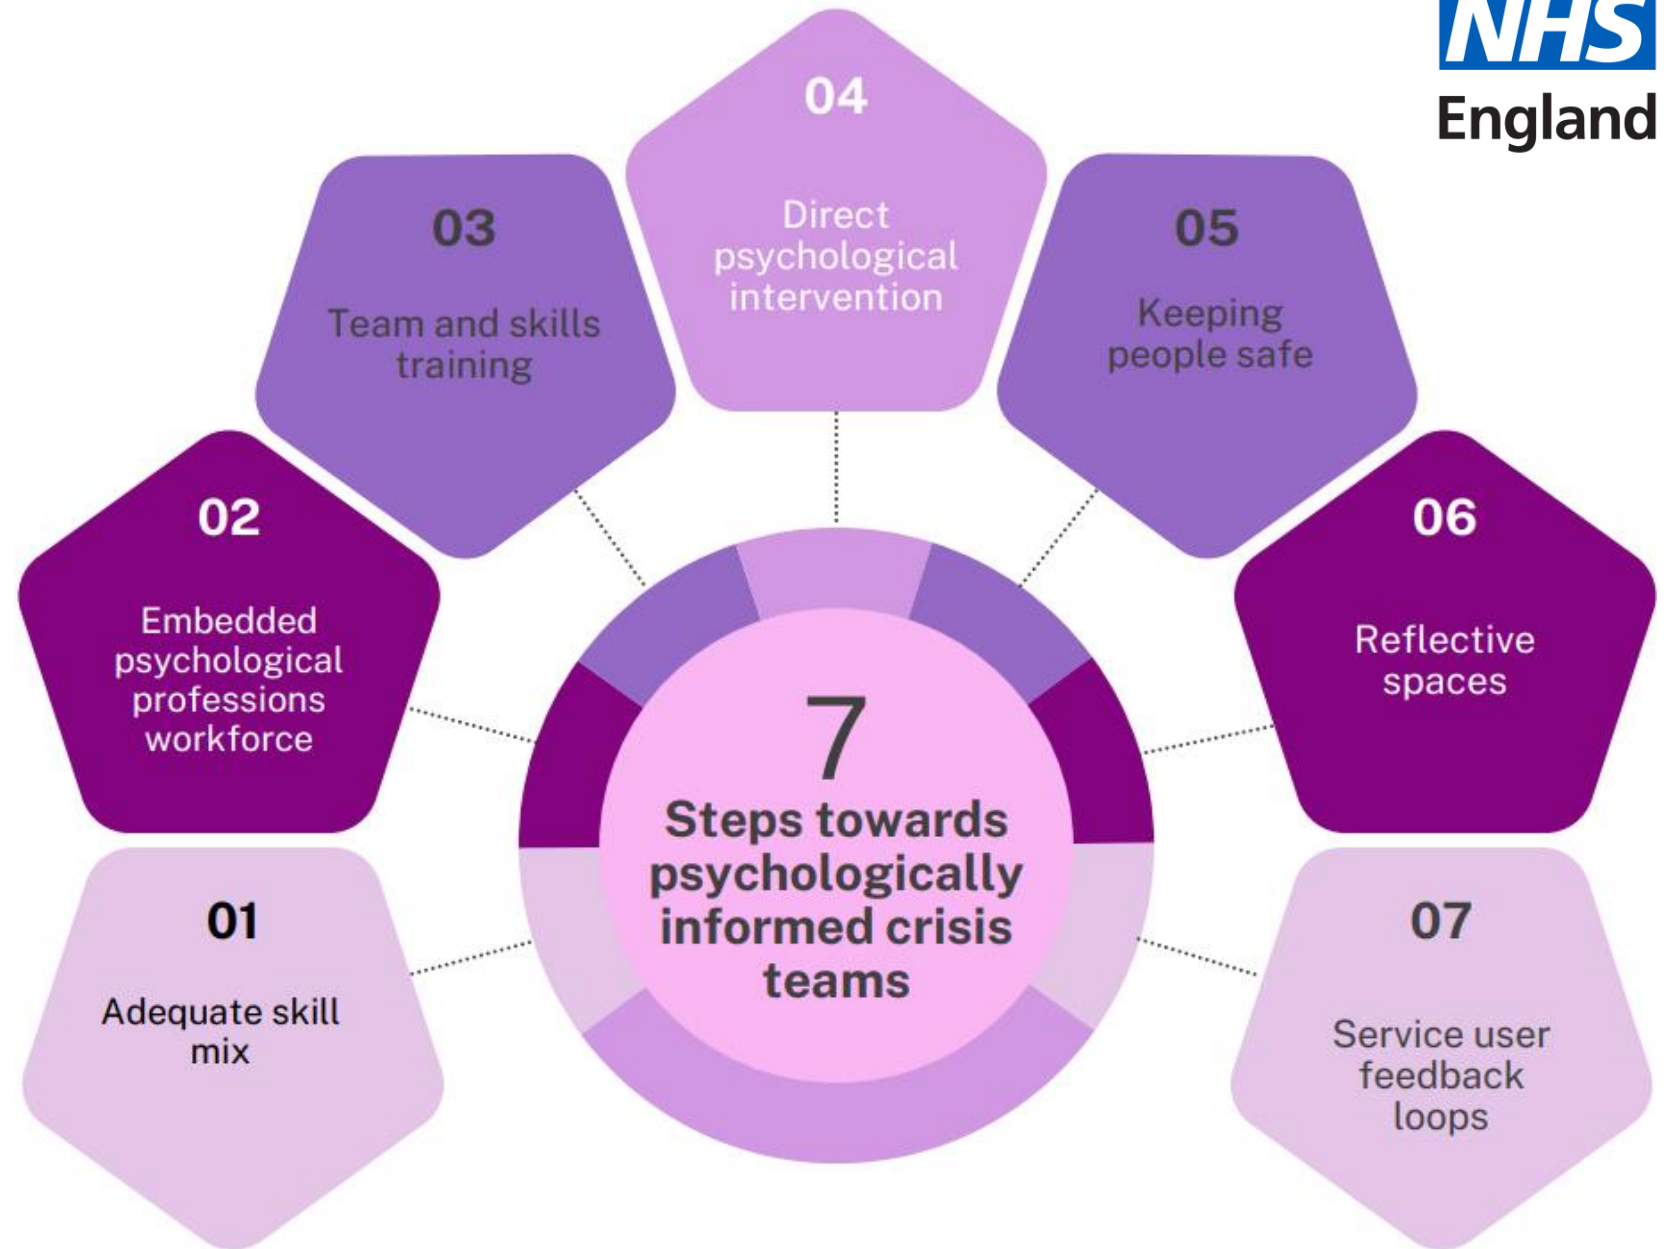 NHS
England
01
Adequate skill
mix
02
Embedded
psychological
professions
workforce
03
Team and skills
training
04
Direct
psychological
intervention
05
Keeping
people safe
06
Reflective
spaces
07
Service user
feedback
loops
7
Steps towards
psychologically
informed crisis
teams